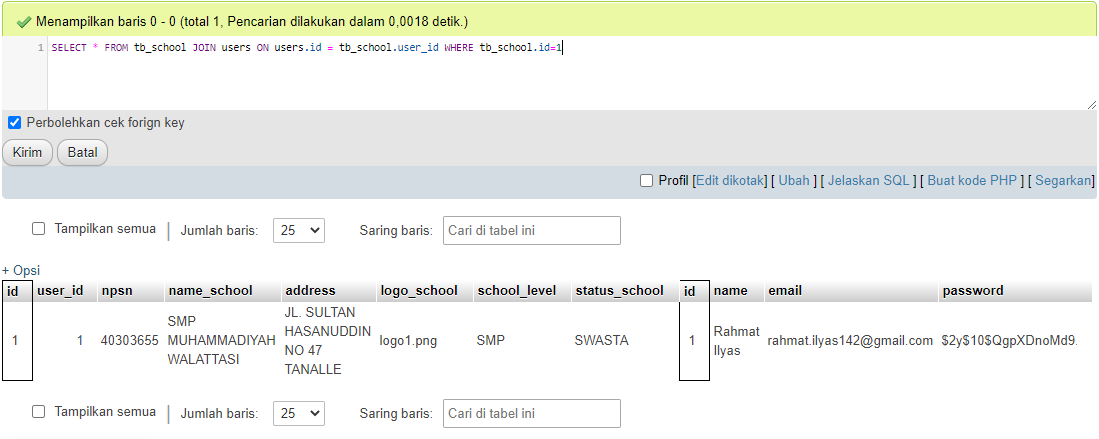 Menampilkan baris 0 - 0 (total 1, Pencarian dilakukan dalam 0,0018 detik.)
1 SELECT * FROM tb_school JOIN users ON users.id = tb_school.user_id WHERE tb_school.id=1
Perbolehkan cek forign key
Kirim Batal
Profil [Edit dikotak] [ Ubah ] [ Jelaskan SQL ] [ Buat kode PHP ] [ Segarkan]
Tampilkan semua | Jumlah baris: 25 Saring baris: Cari di tabel ini
+ Opsi
id user_id npsn name_school address logo_school school_level status_school id name email password
1 1 40303655 SMP MUHAMMADIYAH WALATTASI JL. SULTAN HASANUDDIN NO 47 TANALLE logo1.png SMP SWASTA 1 Rahmat Ilyas rahmat.ilyas142@gmail.com $2y$10$QgpXDnoMd9.
Tampilkan semua | Jumlah baris: 25 Saring baris: Cari di tabel ini